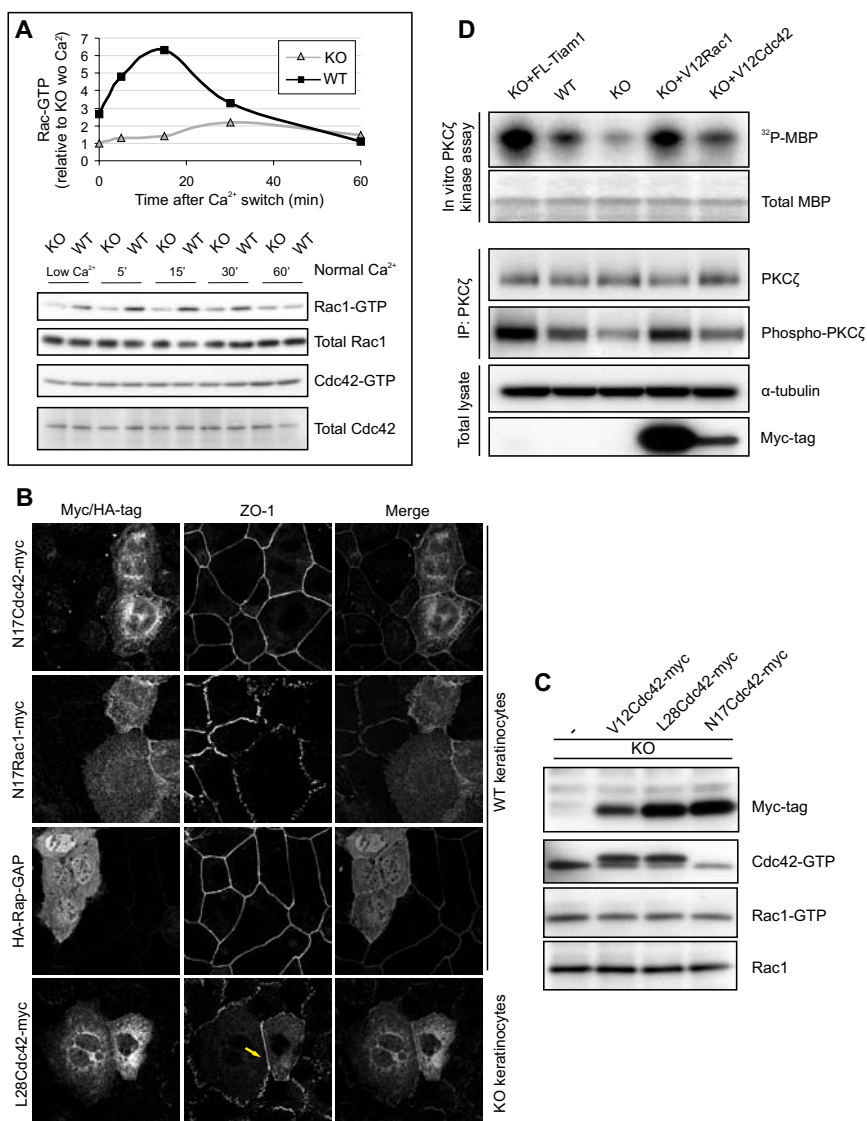 A
7
6
5
4
3
2
1
0
Rac-GTP
(relative to KO wo Ca²)
KO
WT
0 20 40 60
Time after Ca²⁺ switch (min)
KO WT KO WT KO WT KO WT KO WT
Low Ca²⁺ 5' 15' 30' 60' Normal Ca²⁺
Rac1-GTP
Total Rac1
Cdc42-GTP
Total Cdc42
D
KO+FL-Tiam1 WT KO KO+V12Rac1 KO+V12Cdc42
In vitro PKCζ
kinase assay
³²P-MBP
Total MBP
IP: PKCζ
PKCζ
Phospho-PKCζ
Total lysate
α-tubulin
Myc-tag
B
Myc/HA-tag ZO-1 Merge
N17Cdc42-myc
N17Rac1-myc
HA-Rap-GAP
L28Cdc42-myc
WT keratinocytes
KO keratinocytes
C
- V12Cdc42-myc L28Cdc42-myc N17Cdc42-myc
KO
Myc-tag
Cdc42-GTP
Rac1-GTP
Rac1